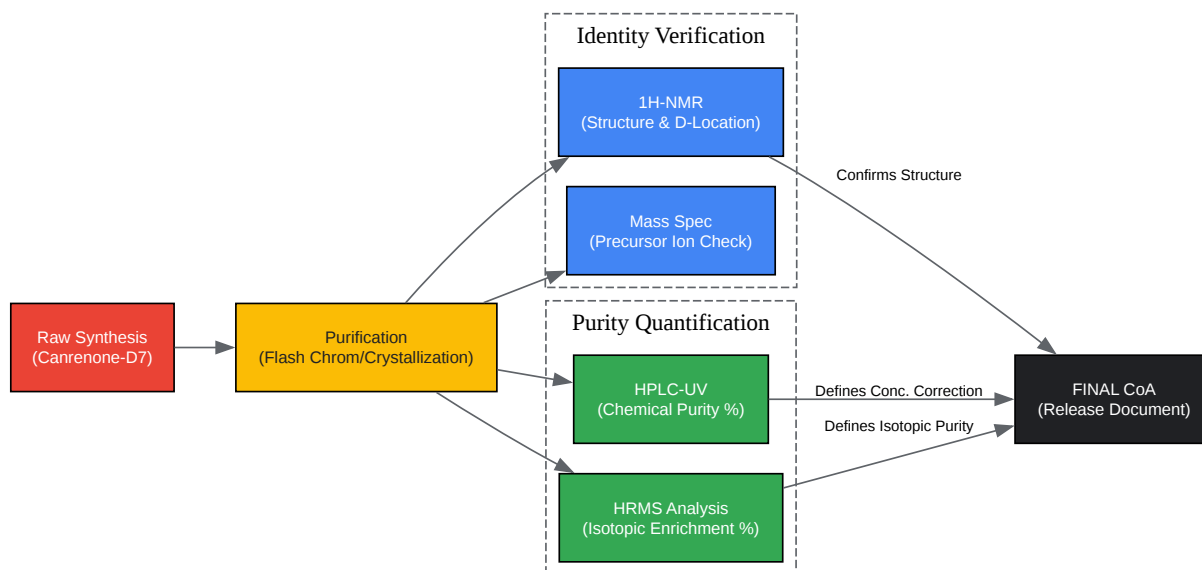 Identity Verification
1H-NMR
(Structure & D-Location)
Confirms Structure
Mass Spec
(Precursor Ion Check)
Raw Synthesis
(Canrenone-D7)
Purification
(Flash Chrom/Crystallization)
Purity Quantification
HPLC-UV
(Chemical Purity %)
Defines Conc. Correction
FINAL CoA
(Release Document)
Defines Isotopic Purity
HRMS Analysis
(Isotopic Enrichment %)